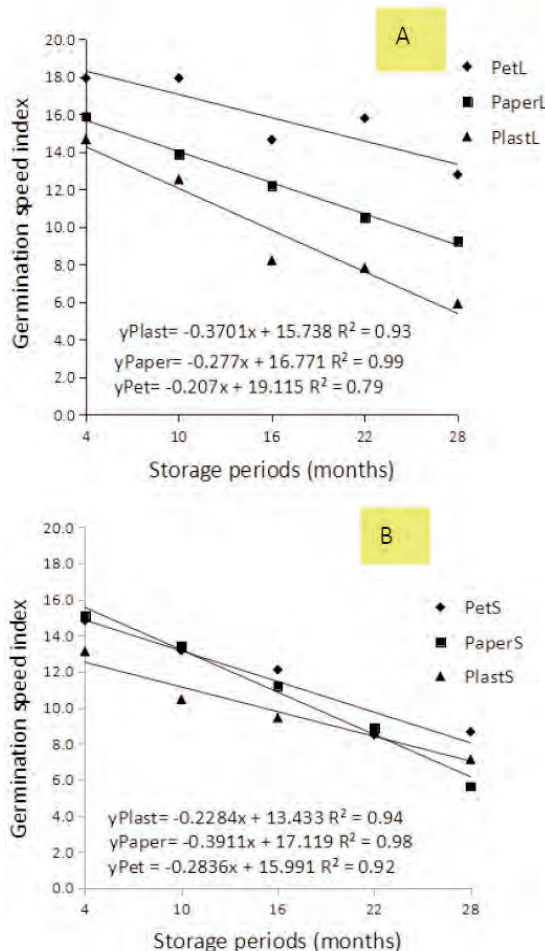 A
Germination speed index
20.0
18.0
16.0
14.0
12.0
10.0
8.0
6.0
4.0
2.0
0.0
PetL
PaperL
PlastL
yPlast= -0.3701x + 15.738 R² = 0.93
yPaper= -0.277x + 16.771 R² = 0.99
yPet= -0.207x + 19.115 R² = 0.79
4 10 16 22 28
Storage periods (months)
B
Germination speed index
20.0
18.0
16.0
14.0
12.0
10.0
8.0
6.0
4.0
2.0
0.0
PetS
PaperS
PlastS
yPlast= -0.2284x + 13.433 R² = 0.94
yPaper= -0.3911x + 17.119 R² = 0.98
yPet = -0.2836x + 15.991 R² = 0.92
4 10 16 22 28
Storage periods (months)